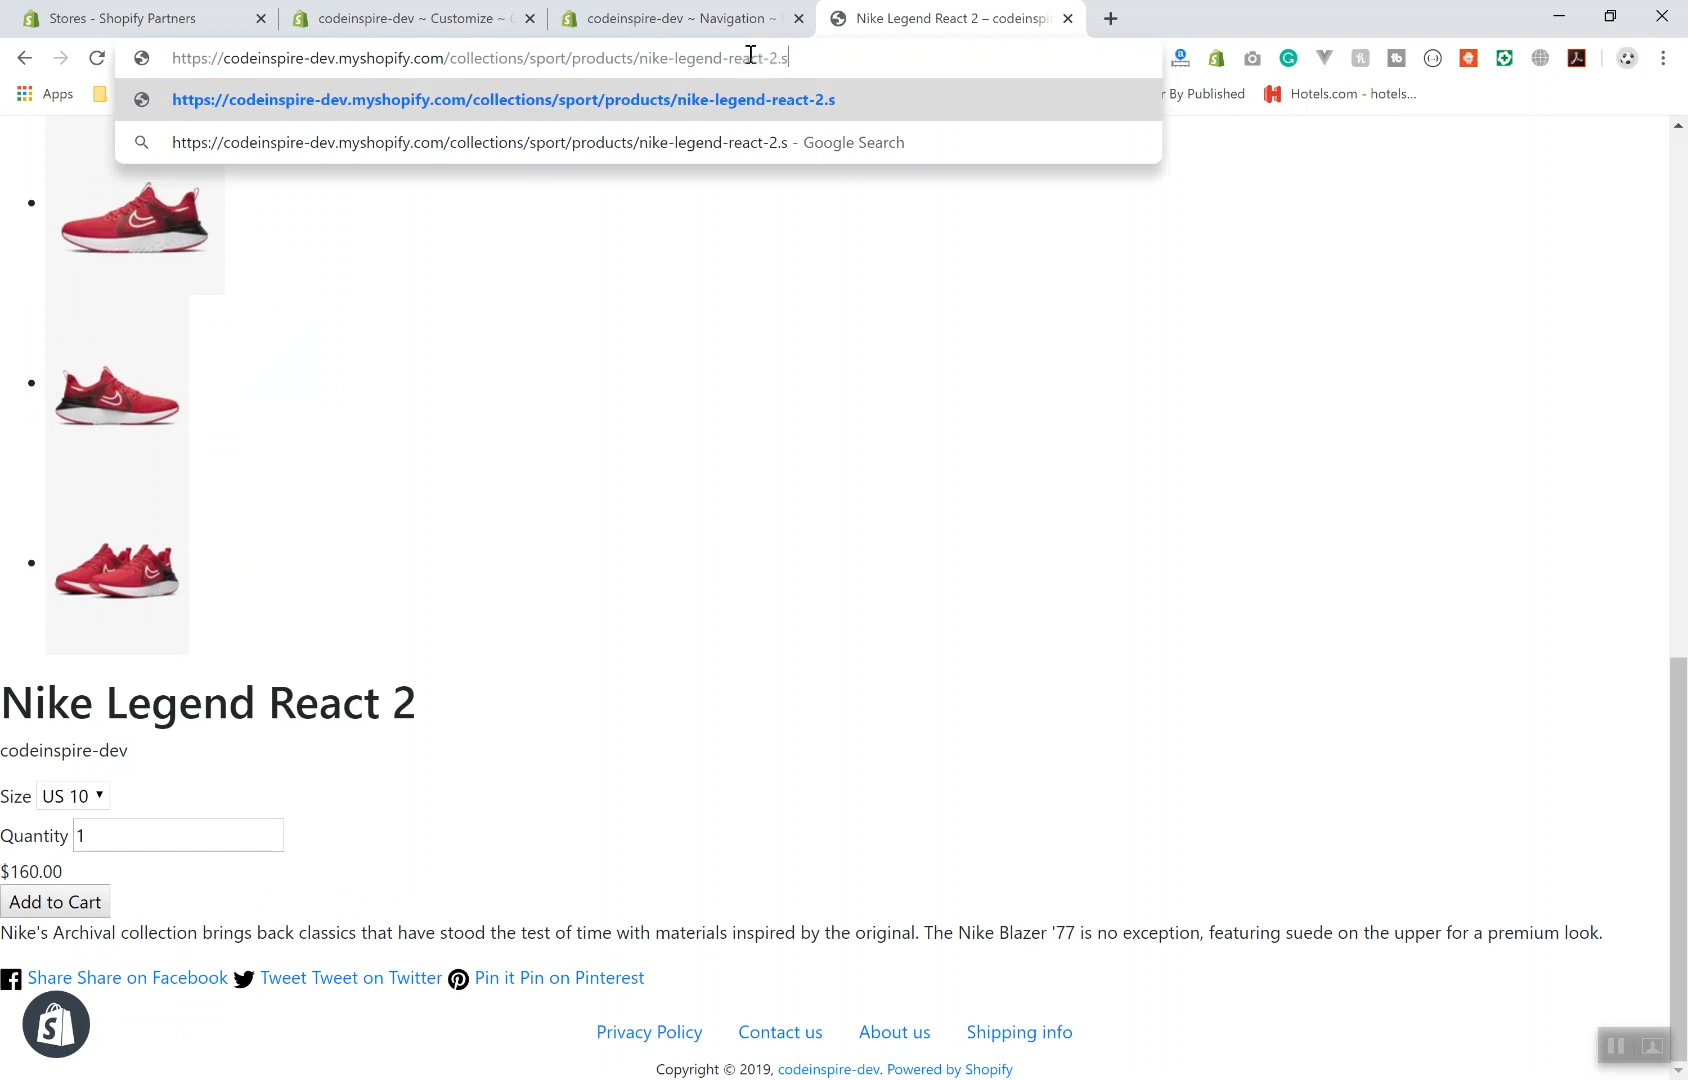 Stores - Shopify Partners
codeinspire-dev ~ Customize ~
codeinspire-dev ~ Navigation ~
Nike Legend React 2 – codeinspi
https://codeinspire-dev.myshopify.com/collections/sport/products/nike-legend-react-2.s
Apps
https://codeinspire-dev.myshopify.com/collections/sport/products/nike-legend-react-2.s
By Published
Hotels.com - hotels...
https://codeinspire-dev.myshopify.com/collections/sport/products/nike-legend-react-2.s - Google Search
Nike Legend React 2
codeinspire-dev
Size US 10
Quantity 1
$160.00
Add to Cart
Nike's Archival collection brings back classics that have stood the test of time with materials inspired by the original. The Nike Blazer '77 is no exception, featuring suede on the upper for a premium look.
Share Share on Facebook Tweet Tweet on Twitter Pin it Pin on Pinterest
Privacy Policy Contact us About us Shipping info
Copyright © 2019, codeinspire-dev. Powered by Shopify